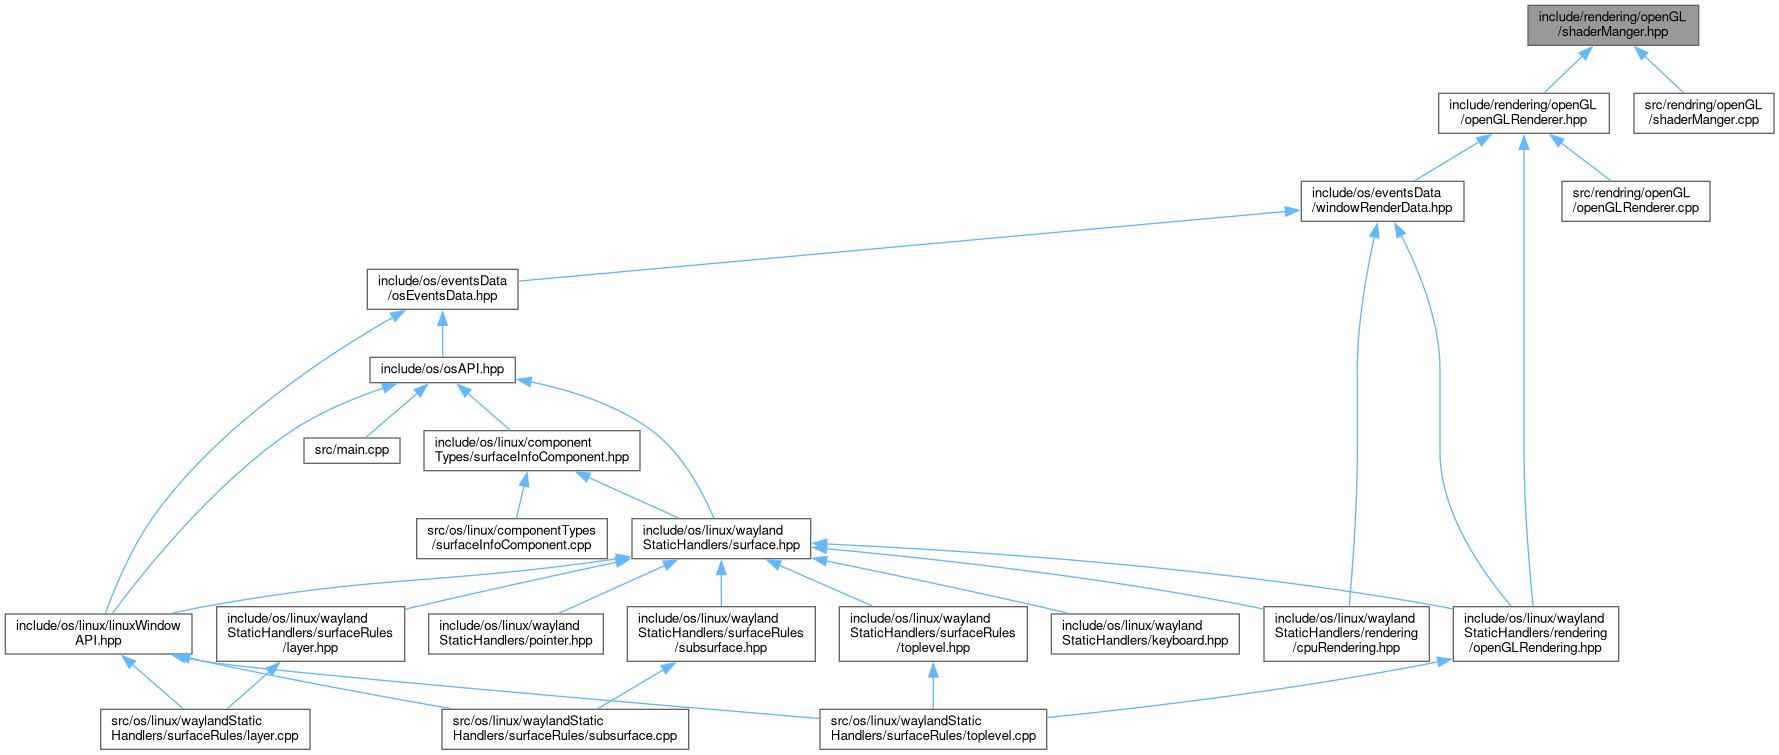 include/rendering/openGL
/shaderManger.hpp
include/rendering/openGL
/openGLRenderer.hpp
src/rendring/openGL
/shaderManger.cpp
include/os/eventsData
/windowRenderData.hpp
src/rendring/openGL
/openGLRenderer.cpp
include/os/eventsData
/osEventsData.hpp
include/os/osAPI.hpp
src/main.cpp
include/os/linux/component
Types/surfaceInfoComponent.hpp
src/os/linux/componentTypes
/surfaceInfoComponent.cpp
include/os/linux/wayland
StaticHandlers/surface.hpp
include/os/linux/linuxWindow
API.hpp
include/os/linux/wayland
StaticHandlers/surfaceRules
/layer.hpp
include/os/linux/wayland
StaticHandlers/pointer.hpp
include/os/linux/wayland
StaticHandlers/surfaceRules
/subsurface.hpp
include/os/linux/wayland
StaticHandlers/surfaceRules
/toplevel.hpp
include/os/linux/wayland
StaticHandlers/keyboard.hpp
include/os/linux/wayland
StaticHandlers/rendering
/cpuRendering.hpp
include/os/linux/wayland
StaticHandlers/rendering
/openGLRendering.hpp
src/os/linux/waylandStatic
Handlers/surfaceRules/layer.cpp
src/os/linux/waylandStatic
Handlers/surfaceRules/subsurface.cpp
src/os/linux/waylandStatic
Handlers/surfaceRules/toplevel.cpp